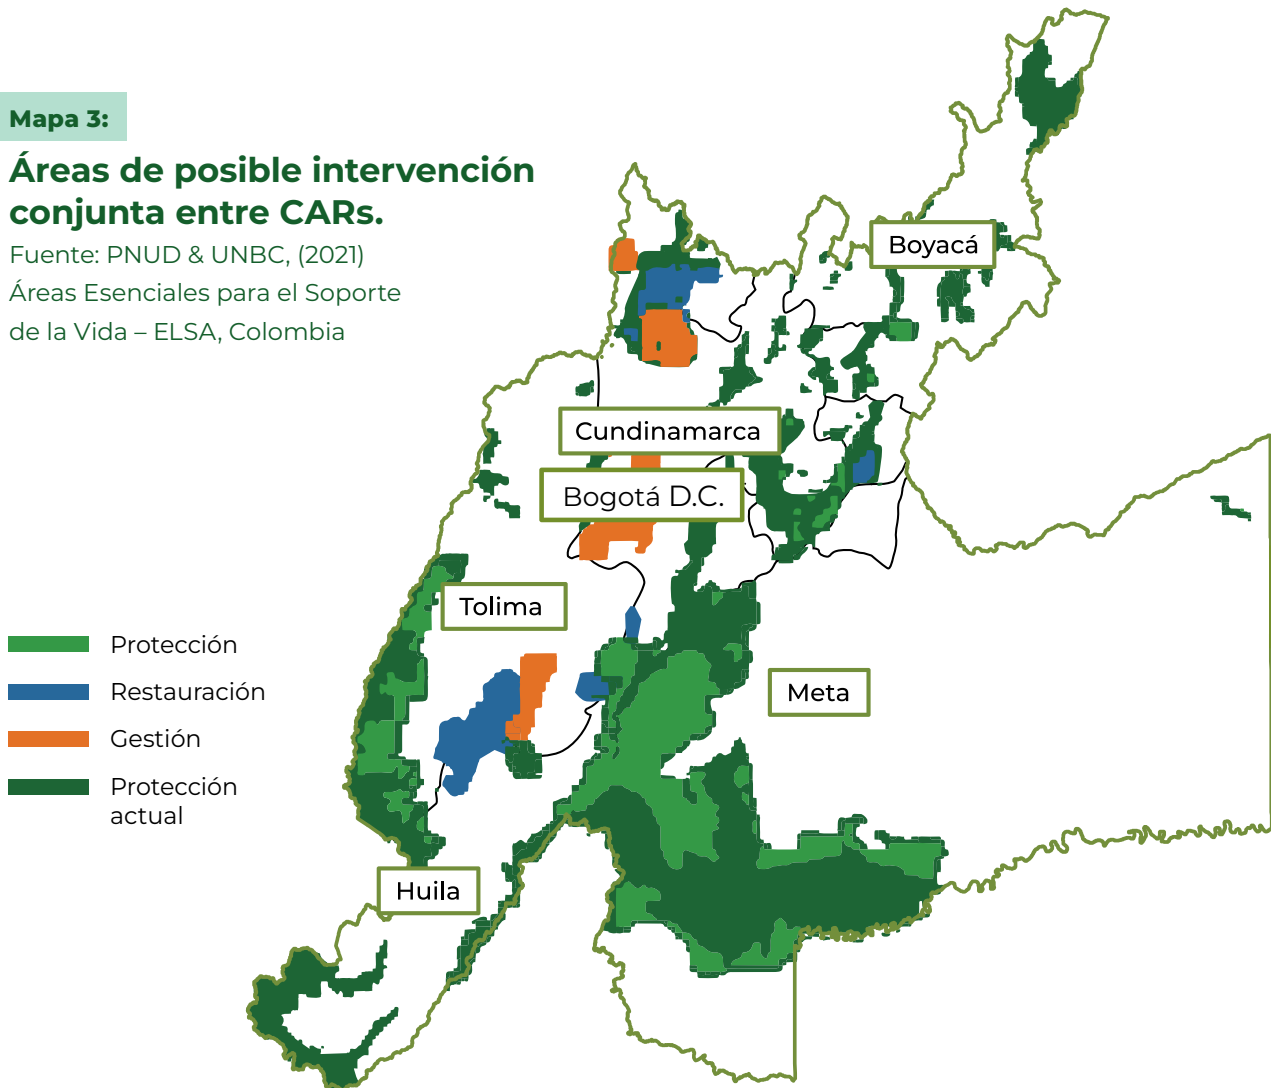 Mapa 3:
Áreas de posible intervención
conjunta entre CARs.
Fuente: PNUD & UNBC, (2021)
Áreas Esenciales para el Soporte
de la Vida – ELSA, Colombia
Boyacá
Cundinamarca
Bogotá D.C.
Tolima
Meta
Huila
Protección
Restauración
Gestión
Protección
actual